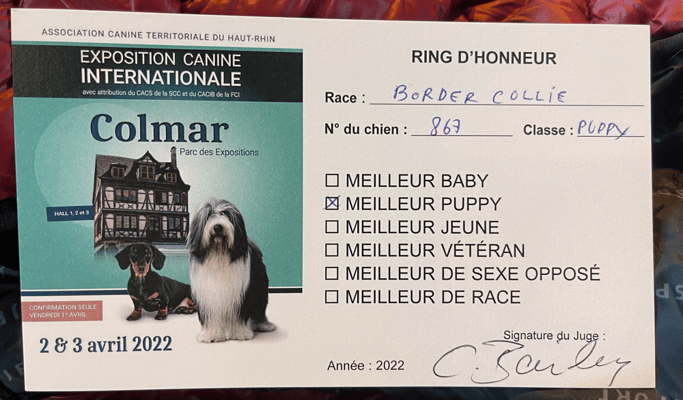 ASSOCIATION CANINE TERRITORIALE DU HAUT-RHIN
EXPOSITION CANINE
INTERNATIONALE
avec attribution du CACS de la SCC et du CACIB de la FCI
Colmar
Parc des Expositions
HALL 1, 2 et 3
CONFIRMATION SEULE
VENDREDI 1er AVRIL
2 & 3 avril 2022
RING D'HONNEUR
Race : BORDER COLLIE
N° du chien : 867 Classe : PUPPY
☐ MEILLEUR BABY
☒ MEILLEUR PUPPY
☐ MEILLEUR JEUNE
☐ MEILLEUR VÉTÉRAN
☐ MEILLEUR DE SEXE OPPOSÉ
☐ MEILLEUR DE RACE
Signature du Juge :
Année : 2022